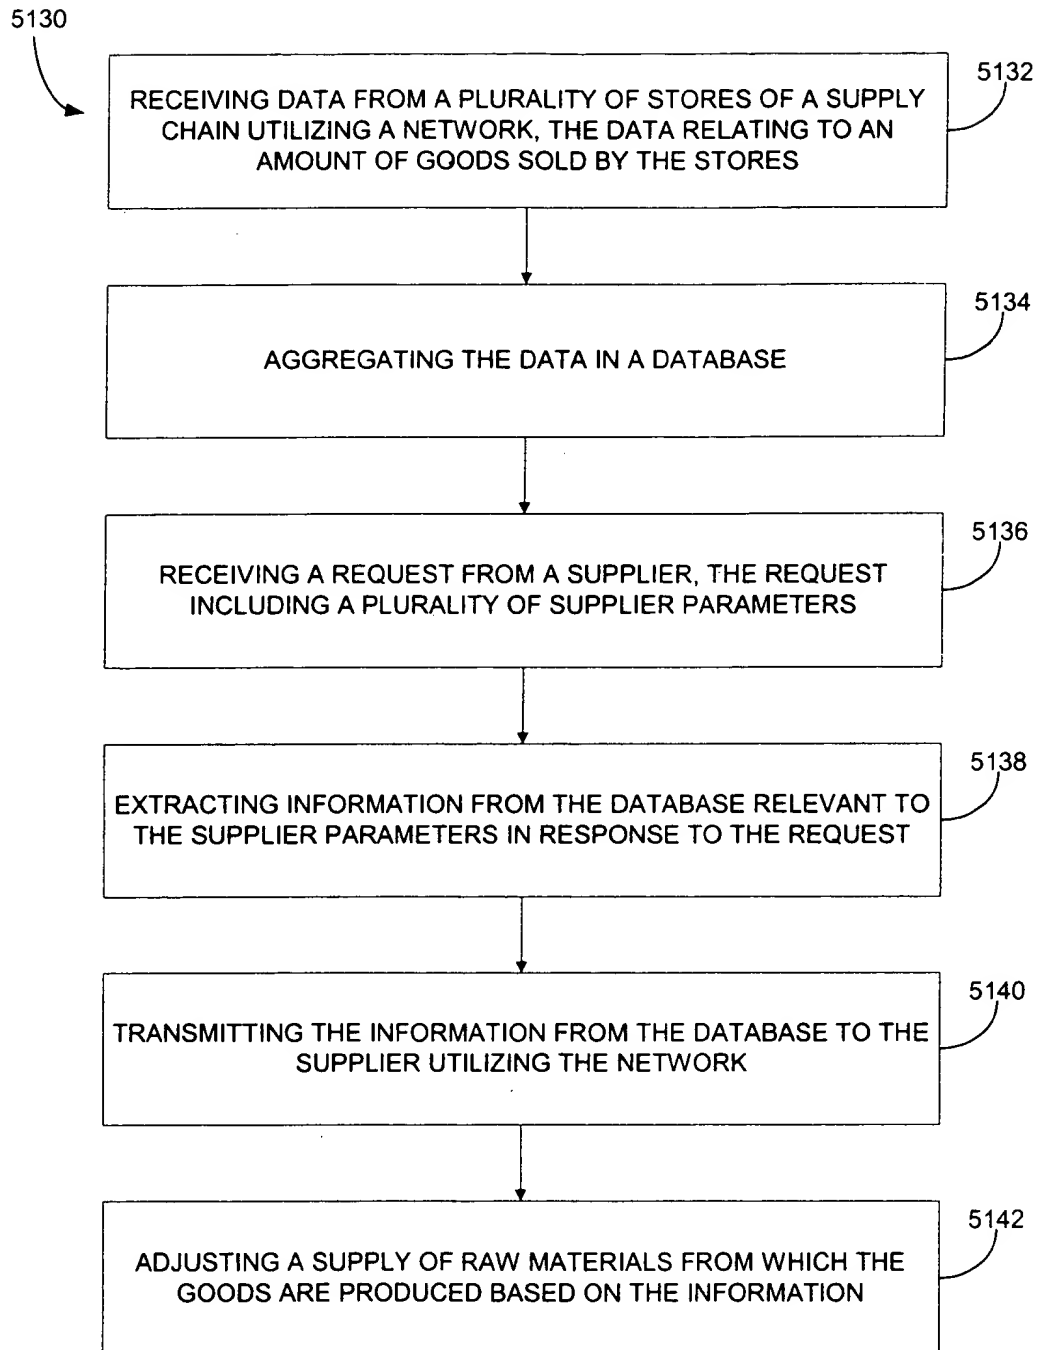 5130
5132
RECEIVING DATA FROM A PLURALITY OF STORES OF A SUPPLY
CHAIN UTILIZING A NETWORK, THE DATA RELATING TO AN
AMOUNT OF GOODS SOLD BY THE STORES
5134
AGGREGATING THE DATA IN A DATABASE
5136
RECEIVING A REQUEST FROM A SUPPLIER, THE REQUEST
INCLUDING A PLURALITY OF SUPPLIER PARAMETERS
5138
EXTRACTING INFORMATION FROM THE DATABASE RELEVANT TO
THE SUPPLIER PARAMETERS IN RESPONSE TO THE REQUEST
5140
TRANSMITTING THE INFORMATION FROM THE DATABASE TO THE
SUPPLIER UTILIZING THE NETWORK
5142
ADJUSTING A SUPPLY OF RAW MATERIALS FROM WHICH THE
GOODS ARE PRODUCED BASED ON THE INFORMATION